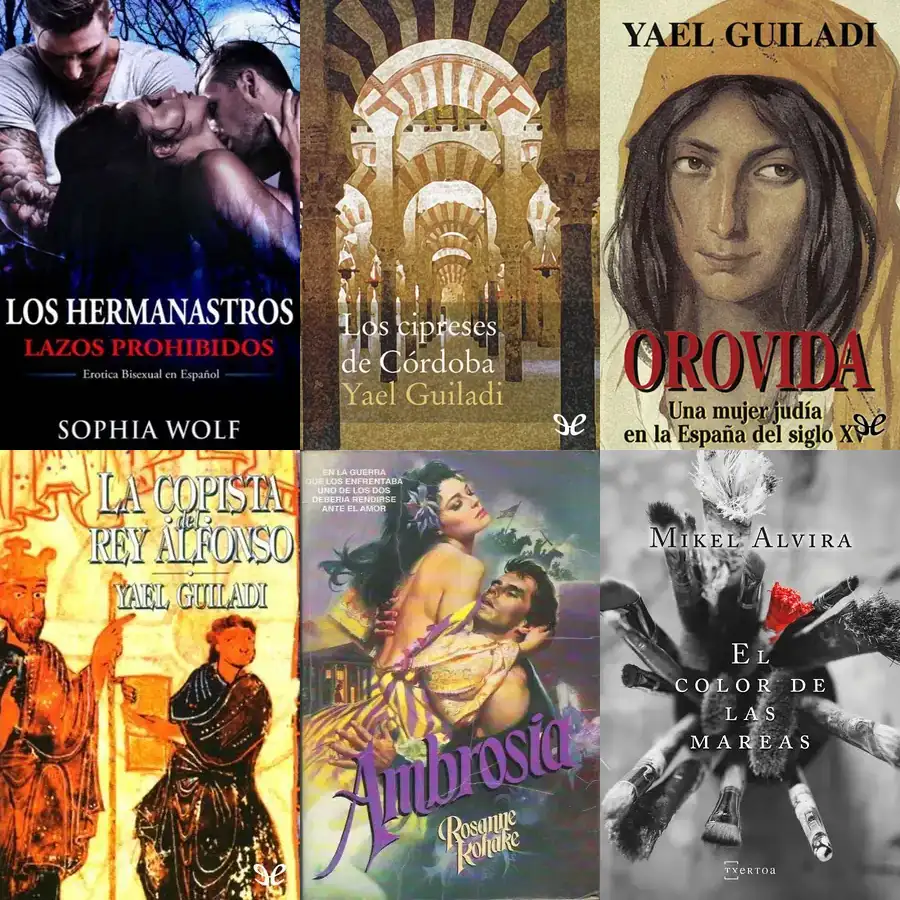 LOS HERMANASTROS
LAZOS PROHIBIDOS
Erotica Bisexual en Español
SOPHIA WOLF
Los cipreses
de Córdoba
Yael Guiladi
YAEL GUILADI
OROVIDA
Una mujer judía
en la España del siglo XV
LA COPISTA
del
REY ALFONSO
YAEL GUILADI
EN LA GUERRA
QUE LOS ENFRENTABA
UNO DE LOS DOS
DEBERIA RENDIRSE
ANTE EL AMOR
Ambrosia
Rosanne
Kohake
MIKEL ALVIRA
EL
COLOR DE
LAS
MAREAS
TXERTOA